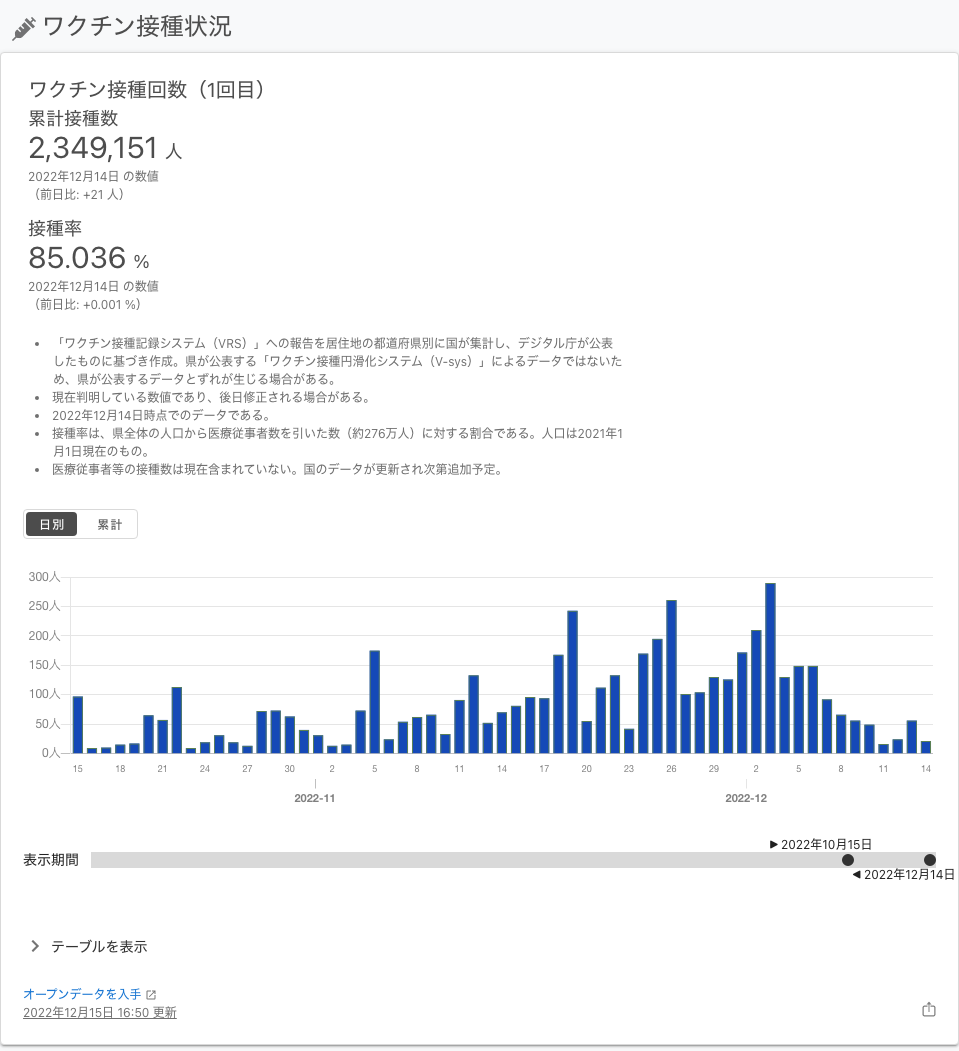 ワクチン接種状況
ワクチン接種回数（1回目）
累計接種数
2,349,151 人
2022年12月14日 の数値
（前日比: +21 人）
接種率
85.036 %
2022年12月14日 の数値
（前日比: +0.001 %）
• 「ワクチン接種記録システム（VRS）」への報告を居住地の都道府県別に国が集計し、デジタル庁が公表
したものに基づき作成。県が公表する「ワクチン接種円滑化システム（V-sys）」によるデータではないた
め、県が公表するデータとずれが生じる場合がある。
• 現在判明している数値であり、後日修正される場合がある。
• 2022年12月14日時点でのデータである。
• 接種率は、県全体の人口から医療従事者数を引いた数（約276万人）に対する割合である。人口は2021年1
月1日現在のもの。
• 医療従事者等の接種数は現在含まれていない。国のデータが更新され次第追加予定。
日別 累計
300人
250人
200人
150人
100人
50人
0人
15 18 21 24 27 30 2 5 8 11 14 17 20 23 26 29 2 5 8 11 14
2022-11 2022-12
▶ 2022年10月15日
表示期間
◀ 2022年12月14日
テーブルを表示
オープンデータを入手
2022年12月15日 16:50 更新